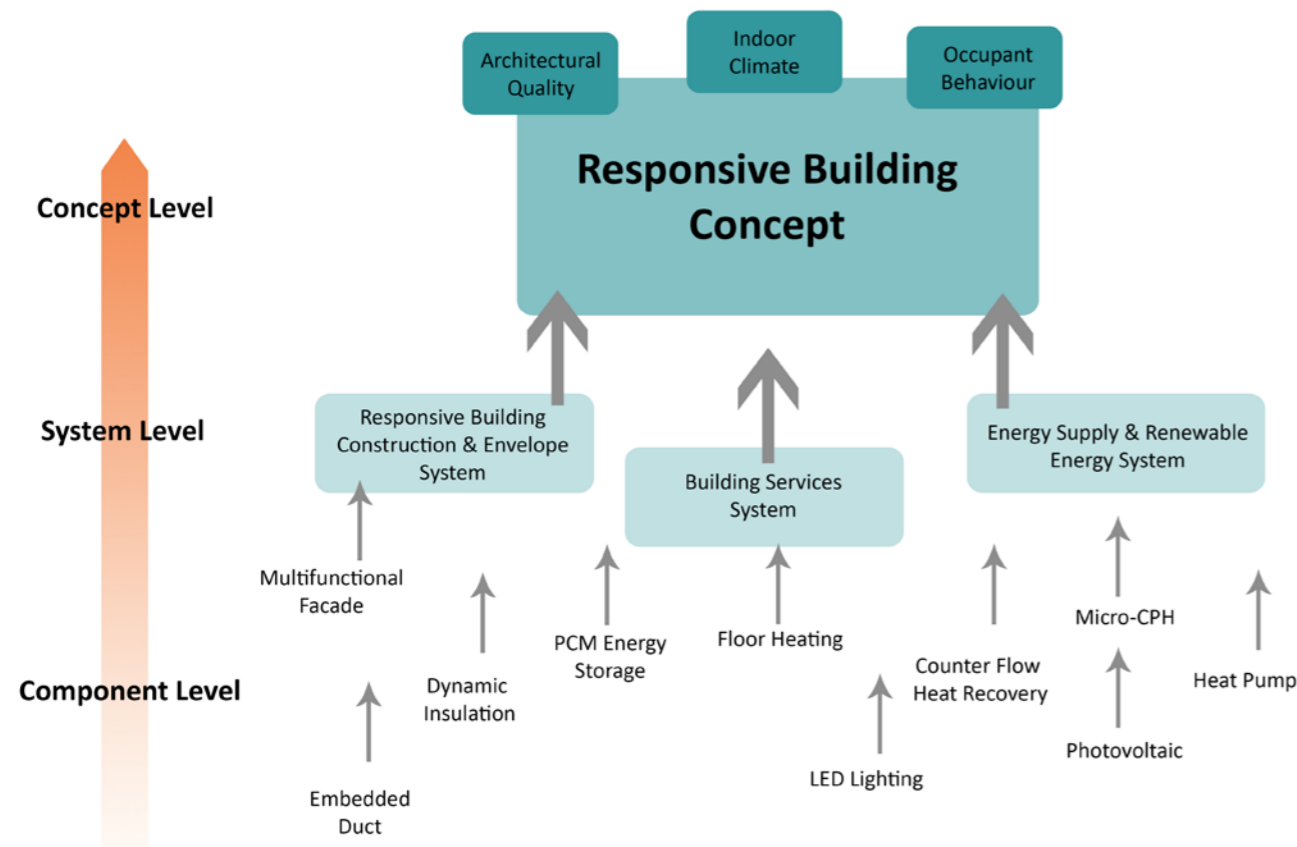 Architectural
Quality
Indoor
Climate
Occupant
Behaviour
Responsive Building
Concept
Concept Level
System Level
Responsive Building
Construction & Envelope
System
Building Services
System
Energy Supply & Renewable
Energy System
Component Level
Multifunctional
Facade
Embedded
Duct
Dynamic
Insulation
PCM Energy
Storage
Floor Heating
LED Lighting
Counter Flow
Heat Recovery
Micro-CPH
Photovoltaic
Heat Pump